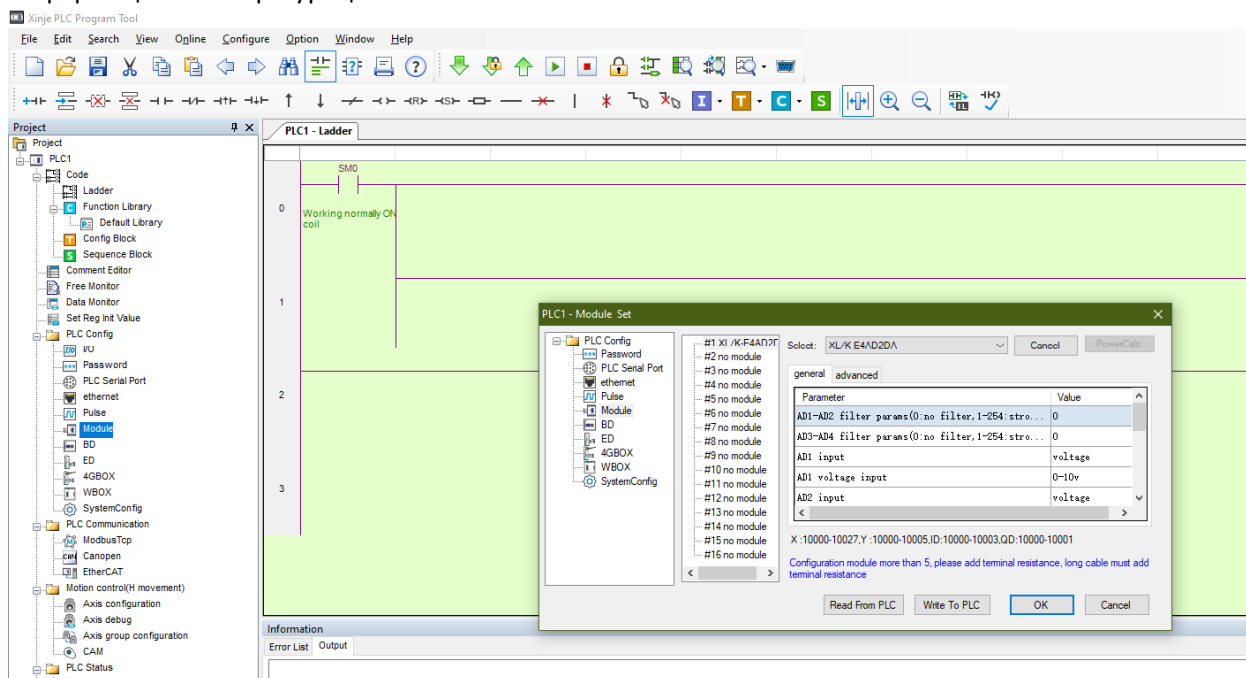 Xinje PLC Program Tool
File Edit Search View Online Configure Option Window Help
Project
Project
PLC1
Code
Ladder
Function Library
Default Library
Config Block
Sequence Block
Comment Editor
Free Monitor
Data Monitor
Set Reg Init Value
PLC Config
I/O
Password
PLC Serial Port
ethernet
Pulse
Module
BD
ED
4GBOX
WBOX
SystemConfig
PLC Communication
ModbusTcp
Canopen
EtherCAT
Motion control(H movement)
Axis configuration
Axis debug
Axis group configuration
CAM
PLC Status
PLC1 - Ladder
SM0
0
Working normally ON
coil
1
2
3
PLC1 - Module Set
PLC Config
Password
PLC Serial Port
ethernet
Pulse
Module
BD
ED
4GBOX
WBOX
SystemConfig
#1 XL/K-E4AD2D
#2 no module
#3 no module
#4 no module
#5 no module
#6 no module
#7 no module
#8 no module
#9 no module
#10 no module
#11 no module
#12 no module
#13 no module
#14 no module
#15 no module
#16 no module
Select: XL/K E4AD2DA Cancel PowerCalc
general advanced
Parameter Value
AD1-AD2 filter params(0:no filter,1-254:stro... 0
AD3-AD4 filter params(0:no filter,1-254:stro... 0
AD1 input voltage
AD1 voltage input 0-10v
AD2 input voltage
X :10000-10027,Y :10000-10005,ID:10000-10003,QD:10000-10001
Configuration module more than 5, please add teminal resistance, long cable must add
teminal resistance
Read From PLC Write To PLC OK Cancel
Information
Error List Output